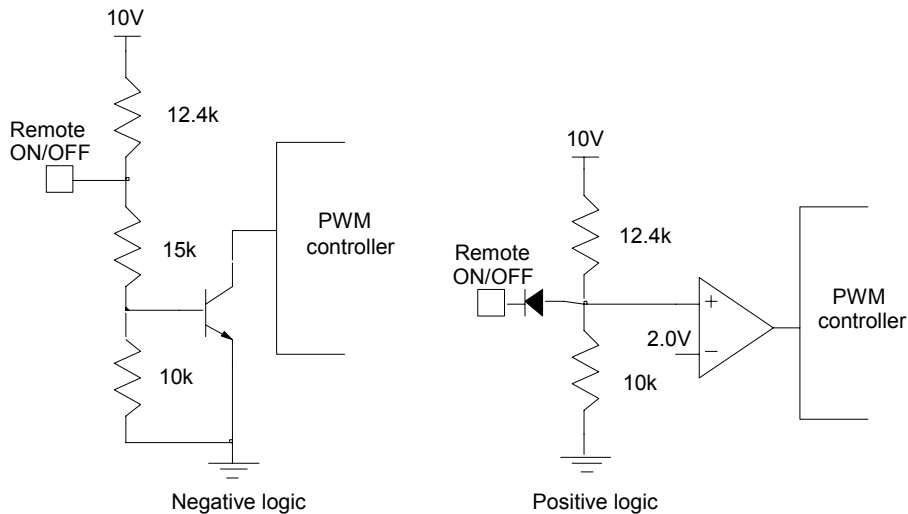 10V
12.4k
Remote
ON/OFF
15k
10k
PWM
controller
Negative logic
10V
12.4k
Remote
ON/OFF
+
2.0V
−
10k
PWM
controller
Positive logic